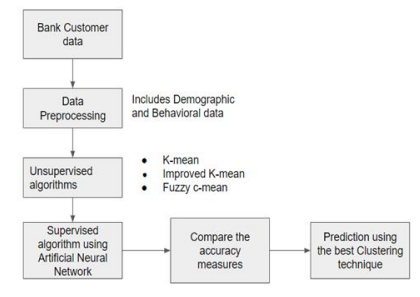 Bank Customer
data
Data
Preprocessing
Includes Demographic
and Behavioral data
Unsupervised
algorithms
● K-mean
● Improved K-mean
● Fuzzy c-mean
Supervised
algorithm using
Artificial Neural
Network
Compare the
accuracy
measures
Prediction using
the best Clustering
technique